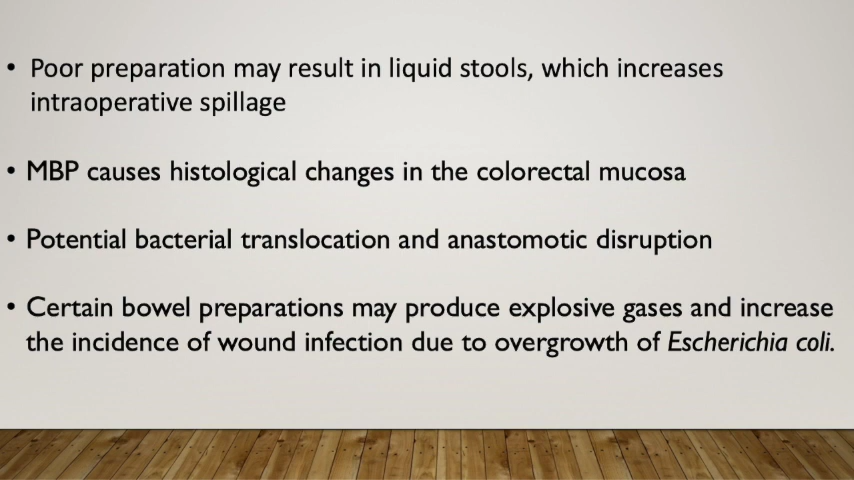 • Poor preparation may result in liquid stools, which increases
intraoperative spillage
• MBP causes histological changes in the colorectal mucosa
• Potential bacterial translocation and anastomotic disruption
• Certain bowel preparations may produce explosive gases and increase
the incidence of wound infection due to overgrowth of Escherichia coli.